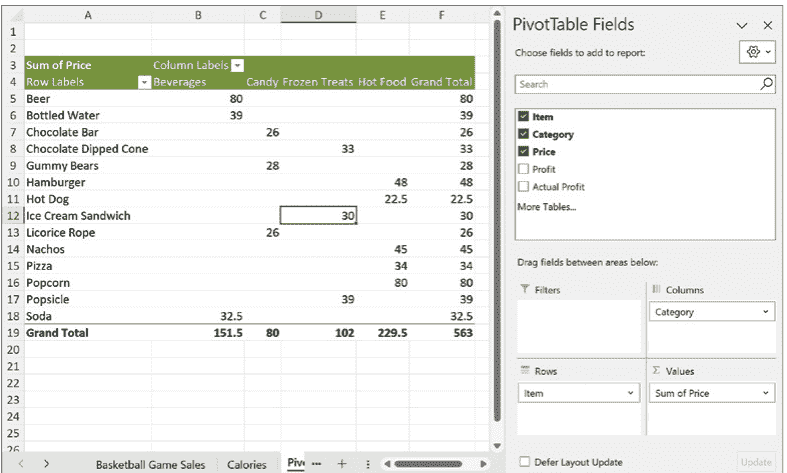 A B C D E F
1
2
3 Sum of Price Column Labels
4 Row Labels Beverages Candy Frozen Treats Hot Food Grand Total
5 Beer 80 80
6 Bottled Water 39 39
7 Chocolate Bar 26 26
8 Chocolate Dipped Cone 33 33
9 Gummy Bears 28 28
10 Hamburger 48 48
11 Hot Dog 22.5 22.5
12 Ice Cream Sandwich 30 30
13 Licorice Rope 26 26
14 Nachos 45 45
15 Pizza 34 34
16 Popcorn 80 80
17 Popsicle 39 39
18 Soda 32.5 32.5
19 Grand Total 151.5 80 102 229.5 563
20
21
22
23
24
25
26
Basketball Game Sales Calories Piv ...
PivotTable Fields
Choose fields to add to report:
Search
Item
Category
Price
Profit
Actual Profit
More Tables...
Drag fields between areas below:
Filters Columns
Category
Rows Values
Item Sum of Price
Defer Layout Update Update